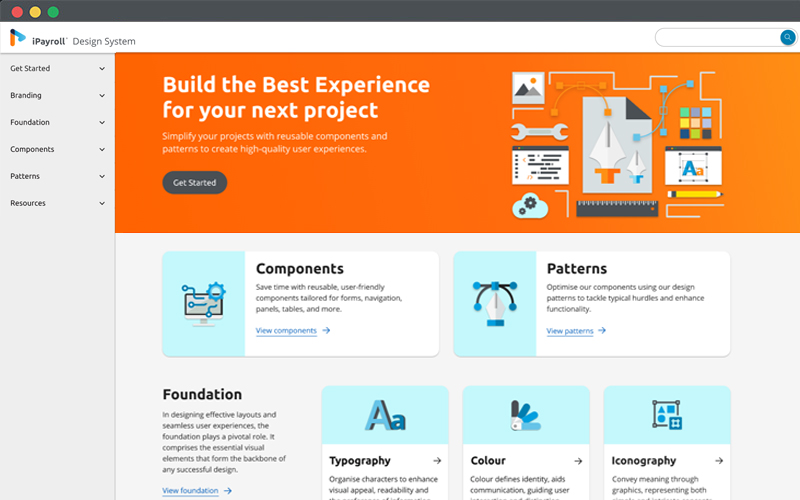 iPayroll® Design System
Get Started
Branding
Foundation
Components
Patterns
Resources
Build the Best Experience
for your next project
Simplify your projects with reusable components and
patterns to create high-quality user experiences.
Get Started
Aa
Components
Save time with reusable, user-friendly
components tailored for forms, navigation,
panels, tables, and more.
View components
Patterns
Optimise our components using our design
patterns to tackle typical hurdles and enhance
functionality.
View patterns
Foundation
In designing effective layouts and
seamless user experiences, the
foundation plays a pivotal role. It
comprises the essential visual
elements that form the backbone of
any successful design.
View foundation
Aa
Typography
Organise characters to enhance
visual appeal, readability and
Colour
Colour defines identity, aids
communication, guiding user
Iconography
Convey meaning through
graphics, representing both